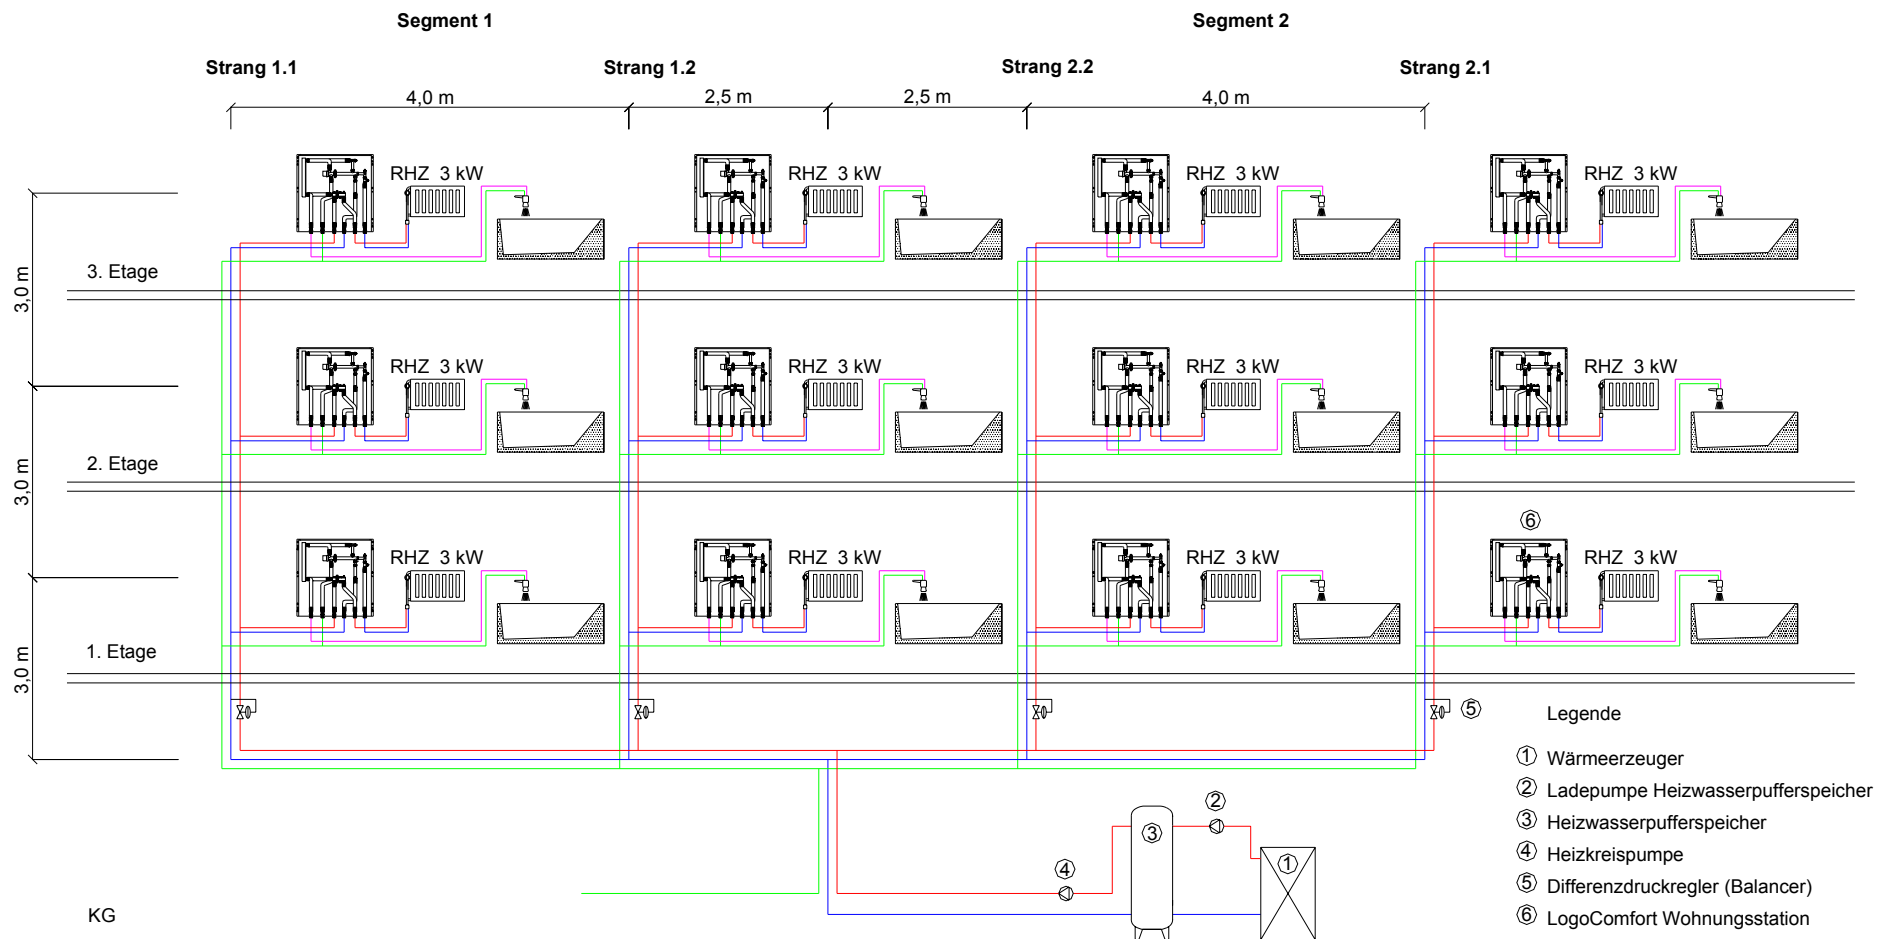 Segment 1
Segment 2
Strang 1.1
Strang 1.2
Strang 2.2
Strang 2.1
4,0 m
2,5 m
2,5 m
4,0 m
RHZ 3 kW
RHZ 3 kW
RHZ 3 kW
RHZ 3 kW
3. Etage
3,0 m
RHZ 3 kW
RHZ 3 kW
RHZ 3 kW
RHZ 3 kW
2. Etage
3,0 m
6
RHZ 3 kW
RHZ 3 kW
RHZ 3 kW
RHZ 3 kW
1. Etage
3,0 m
5
Legende
1 Wärmeerzeuger
2 Ladepumpe Heizwasserpufferspeicher
3 Heizwasserpufferspeicher
4 Heizkreispumpe
5 Differenzdruckregler (Balancer)
6 LogoComfort Wohnungsstation
2
3
4
1
KG